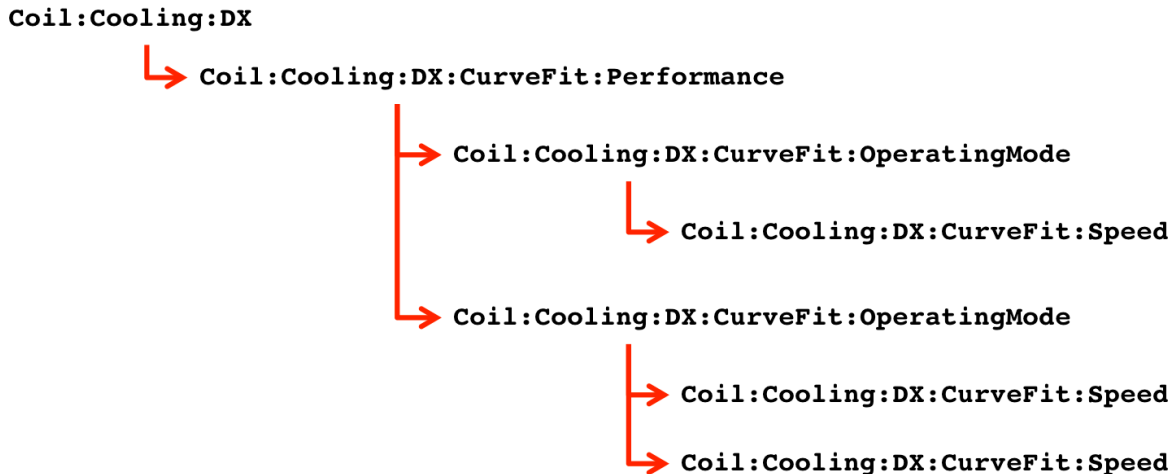 Coil:Cooling:DX
Coil:Cooling:DX:CurveFit:Performance
Coil:Cooling:DX:CurveFit:OperatingMode
Coil:Cooling:DX:CurveFit:Speed
Coil:Cooling:DX:CurveFit:OperatingMode
Coil:Cooling:DX:CurveFit:Speed
Coil:Cooling:DX:CurveFit:Speed